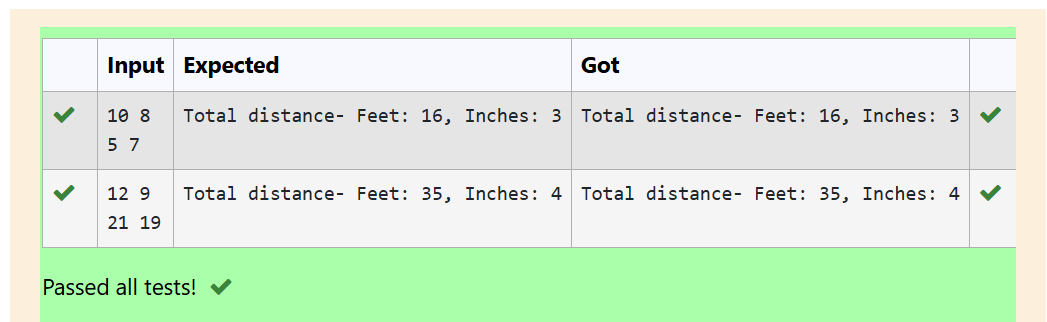 Input Expected Got
10 8 Total distance- Feet: 16, Inches: 3 Total distance- Feet: 16, Inches: 3
5 7
12 9 Total distance- Feet: 35, Inches: 4 Total distance- Feet: 35, Inches: 4
21 19
Passed all tests!